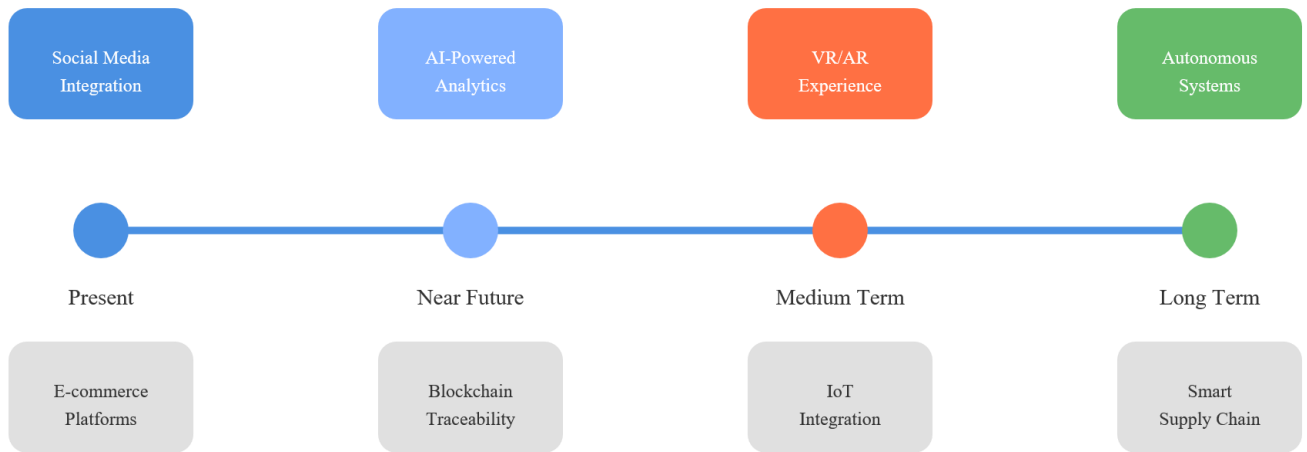 Social Media
Integration
AI-Powered
Analytics
VR/AR
Experience
Autonomous
Systems
Present
Near Future
Medium Term
Long Term
E-commerce
Platforms
Blockchain
Traceability
IoT
Integration
Smart
Supply Chain